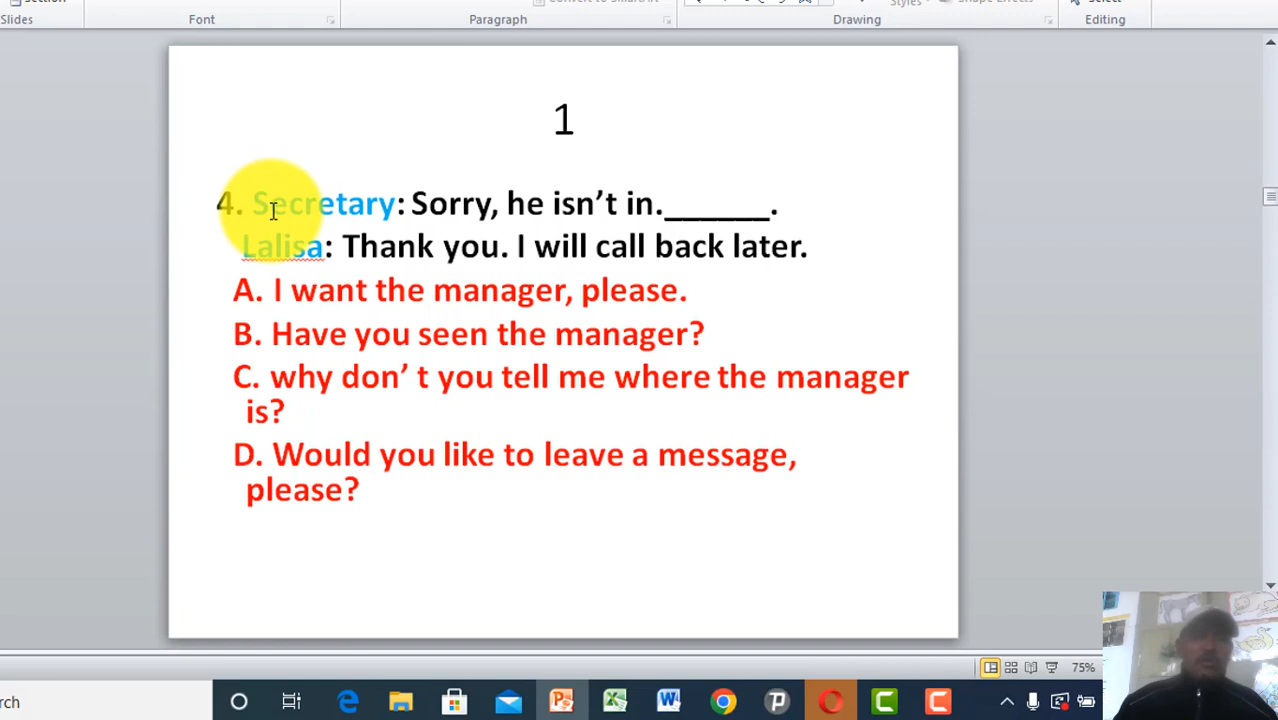 Slides
Font
Paragraph
Drawing
Editing
1
4. Secretary: Sorry, he isn’t in.______.
Lalisa: Thank you. I will call back later.
A. I want the manager, please.
B. Have you seen the manager?
C. why don’ t you tell me where the manager
is?
D. Would you like to leave a message,
please?
75%
rch